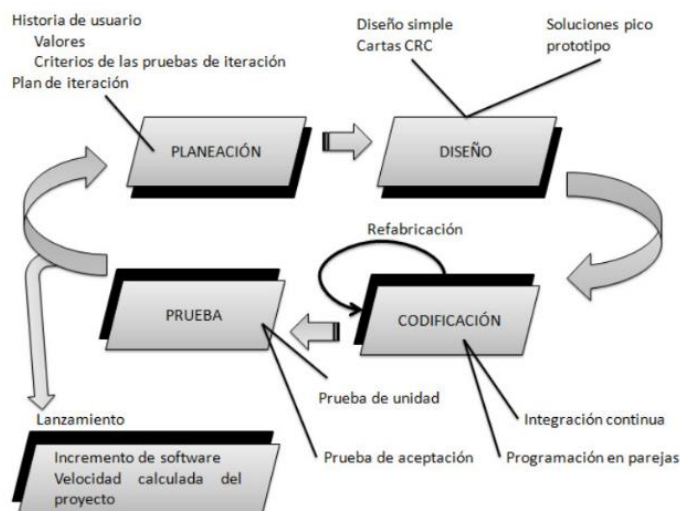 Historia de usuario
Valores
Criterios de las pruebas de iteración
Plan de iteración
Diseño simple
Cartas CRC
Soluciones pico
prototipo
PLANEACIÓN
DISEÑO
Refabricación
PRUEBA
CODIFICACIÓN
Prueba de unidad
Prueba de aceptación
Integración continua
Programación en parejas
Lanzamiento
Incremento de software
Velocidad calculada del
proyecto